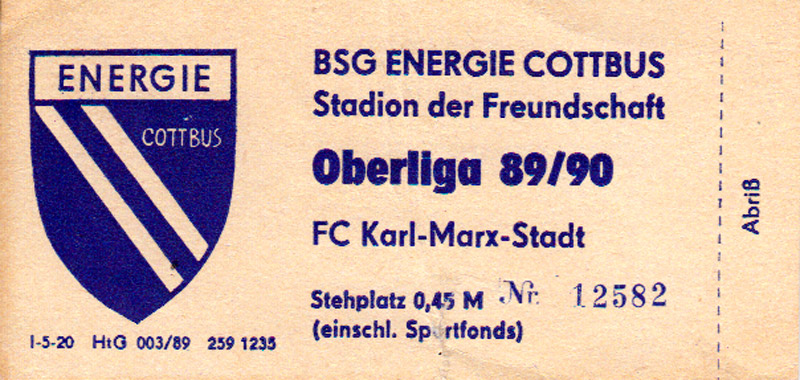 ENERGIE
COTTBUS
BSG ENERGIE COTTBUS
Stadion der Freundschaft
Oberliga 89/90
FC Karl-Marx-Stadt
Stehplatz 0,45 M Nr. 12582
(einschl. Sportfonds)
I-5-20 HtG 003/89 259 1235
Abriß